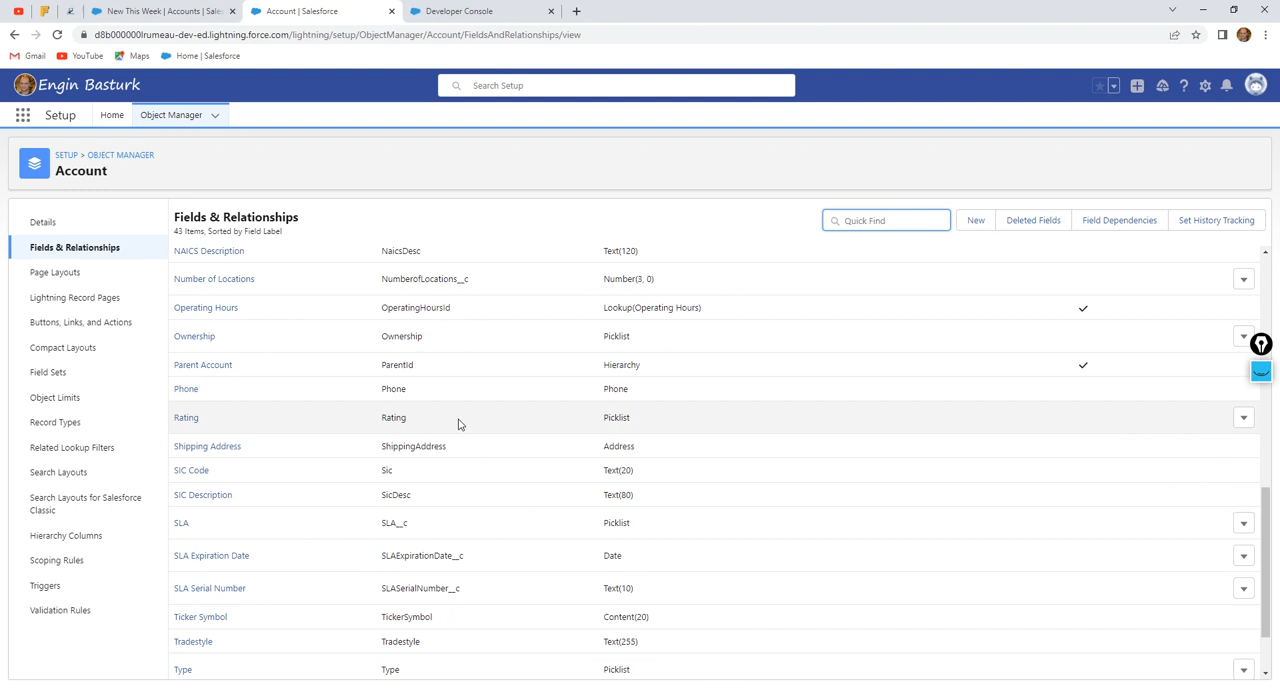 New This Week | Accounts | Sales
Account | Salesforce
Developer Console
d8b000000lrumeau-dev-ed.lightning.force.com/lightning/setup/ObjectManager/Account/FieldsAndRelationships/view
Gmail
YouTube
Maps
Home | Salesforce
Engin Basturk
Search Setup
Setup
Home
Object Manager
SETUP > OBJECT MANAGER
Account
Details
Fields & Relationships
Page Layouts
Lightning Record Pages
Buttons, Links, and Actions
Compact Layouts
Field Sets
Object Limits
Record Types
Related Lookup Filters
Search Layouts
Search Layouts for Salesforce
Classic
Hierarchy Columns
Scoping Rules
Triggers
Validation Rules
Fields & Relationships
43 Items, Sorted by Field Label
Quick Find
New
Deleted Fields
Field Dependencies
Set History Tracking
NAICS Description NaicsDesc Text(120)
Number of Locations NumberofLocations__c Number(3, 0)
Operating Hours OperatingHoursId Lookup(Operating Hours)
Ownership Ownership Picklist
Parent Account ParentId Hierarchy
Phone Phone Phone
Rating Rating Picklist
Shipping Address ShippingAddress Address
SIC Code Sic Text(20)
SIC Description SicDesc Text(80)
SLA SLA__c Picklist
SLA Expiration Date SLAExpirationDate__c Date
SLA Serial Number SLASerialNumber__c Text(10)
Ticker Symbol TickerSymbol Content(20)
Tradestyle Tradestyle Text(255)
Type Type Picklist